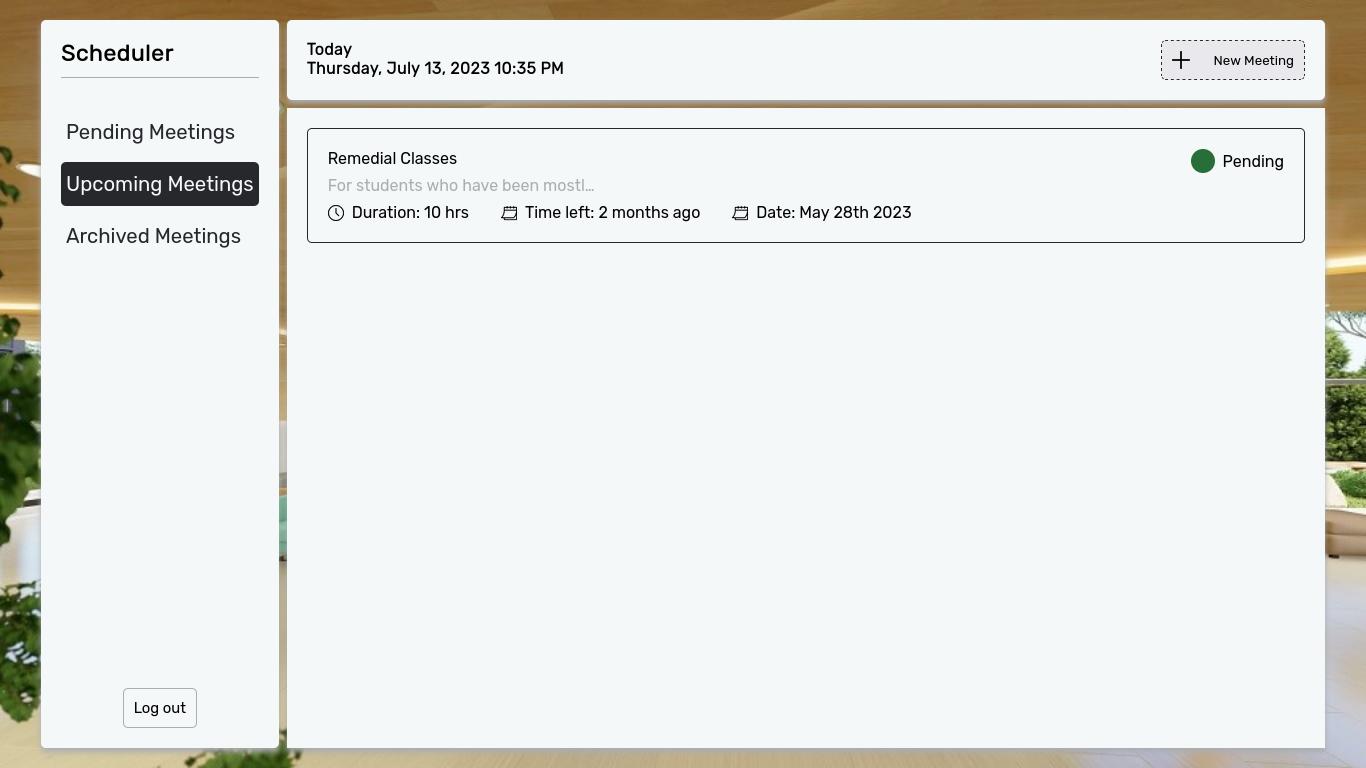 Scheduler
Pending Meetings
Upcoming Meetings
Archived Meetings
Log out
Today
Thursday, July 13, 2023 10:35 PM
New Meeting
Remedial Classes
Pending
For students who have been mostl…
Duration: 10 hrs Time left: 2 months ago Date: May 28th 2023